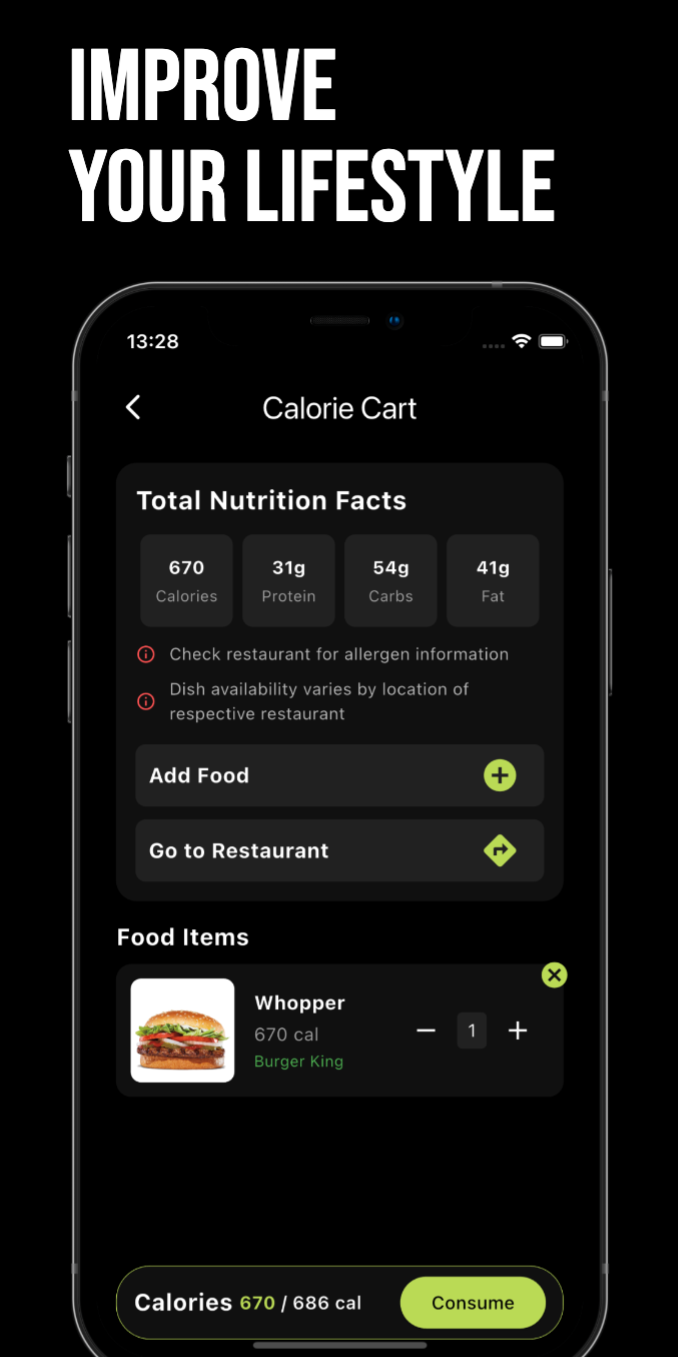 IMPROVE
YOUR LIFESTYLE
13:28
Calorie Cart
Total Nutrition Facts
670 31g 54g 41g
Calories Protein Carbs Fat
Check restaurant for allergen information
Dish availability varies by location of
respective restaurant
Add Food
Go to Restaurant
Food Items
Whopper
670 cal
1
Burger King
Calories 670 / 686 cal
Consume